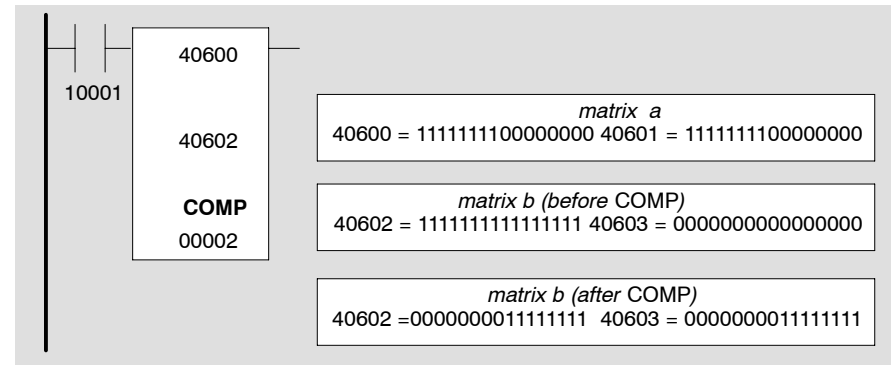 40600
10001
40602
COMP
00002
matrix a
40600 = 1111111100000000 40601 = 1111111100000000
matrix b (before COMP)
40602 = 1111111111111111 40603 = 0000000000000000
matrix b (after COMP)
40602 =0000000011111111 40603 = 0000000011111111